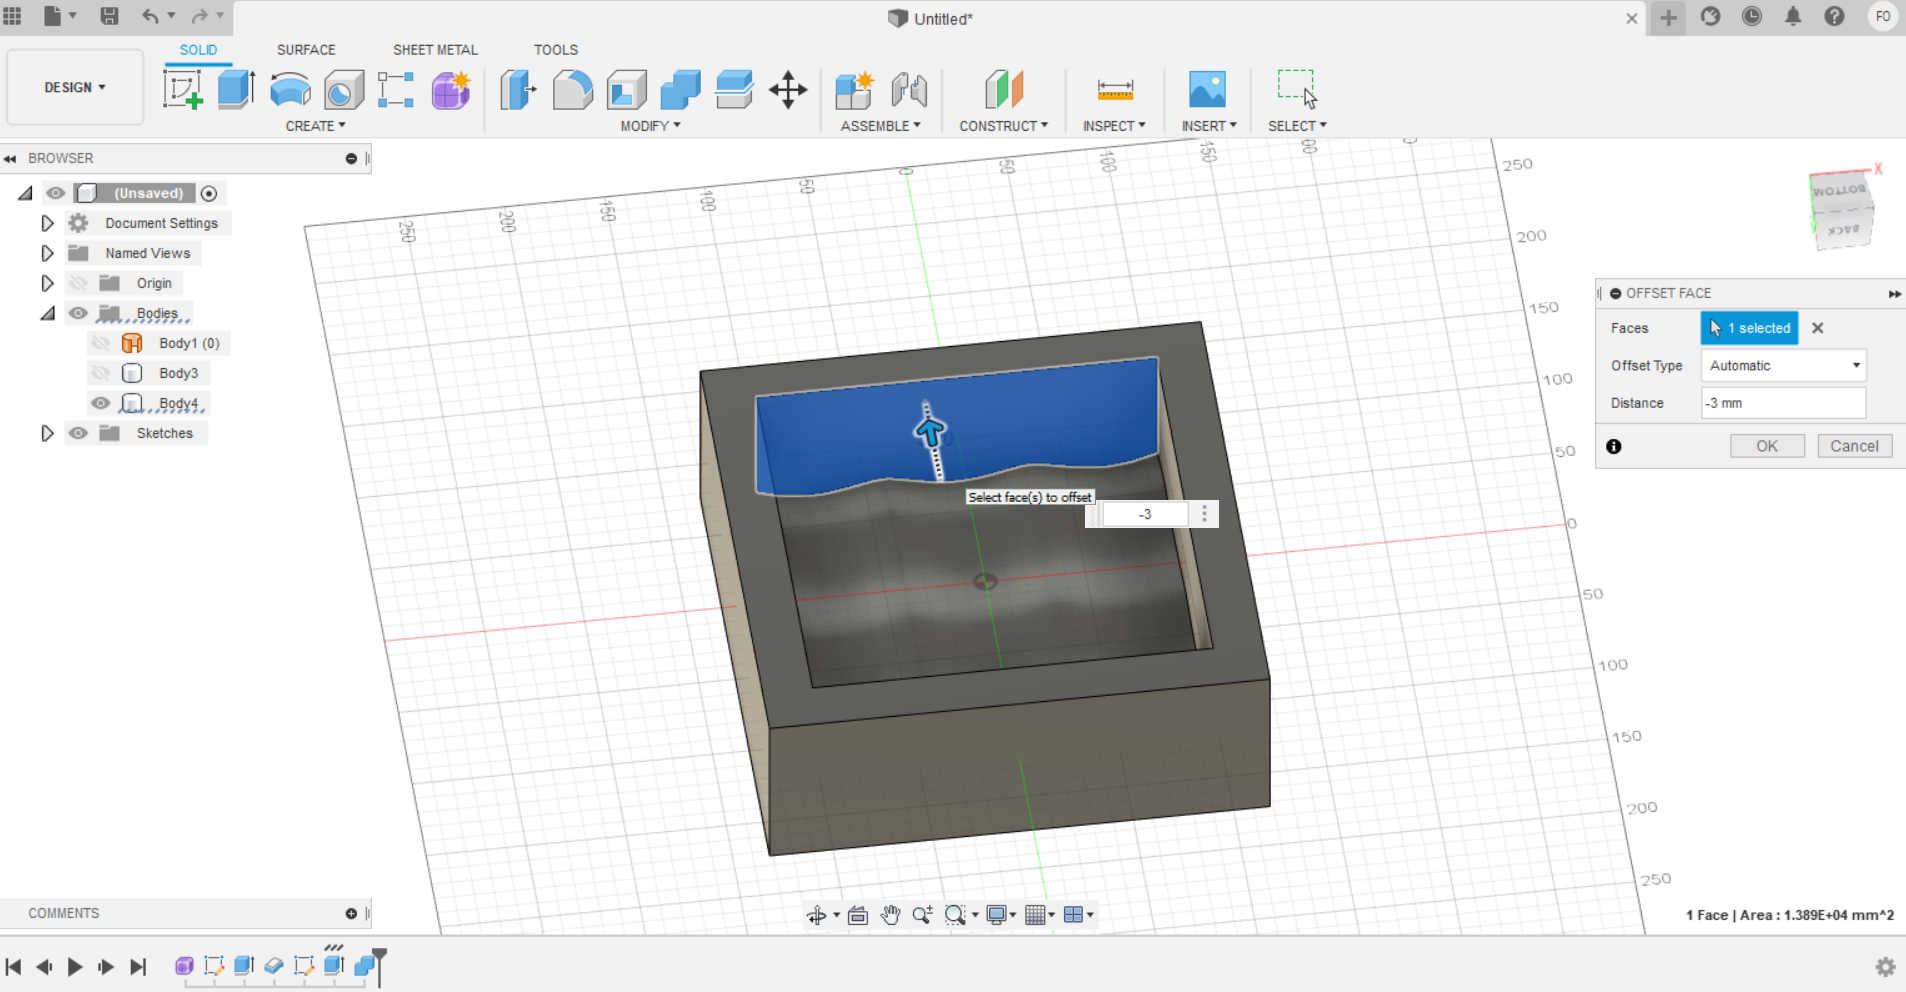 Untitled*
FO
SOLID SURFACE SHEET METAL TOOLS
DESIGN
CREATE MODIFY ASSEMBLE CONSTRUCT INSPECT INSERT SELECT
BROWSER
(Unsaved)
Document Settings
Named Views
Origin
Bodies
Body1 (0)
Body3
Body4
Sketches
250 200 150 100 50 0 50 100 150
250
200
150
100
50
0
50
100
150
200
250
X
BOTTOM
BACK
OFFSET FACE
Faces 1 selected
Offset Type Automatic
Distance -3 mm
OK Cancel
Select face(s) to offset
-3
COMMENTS
1 Face | Area : 1.389E+04 mm^2